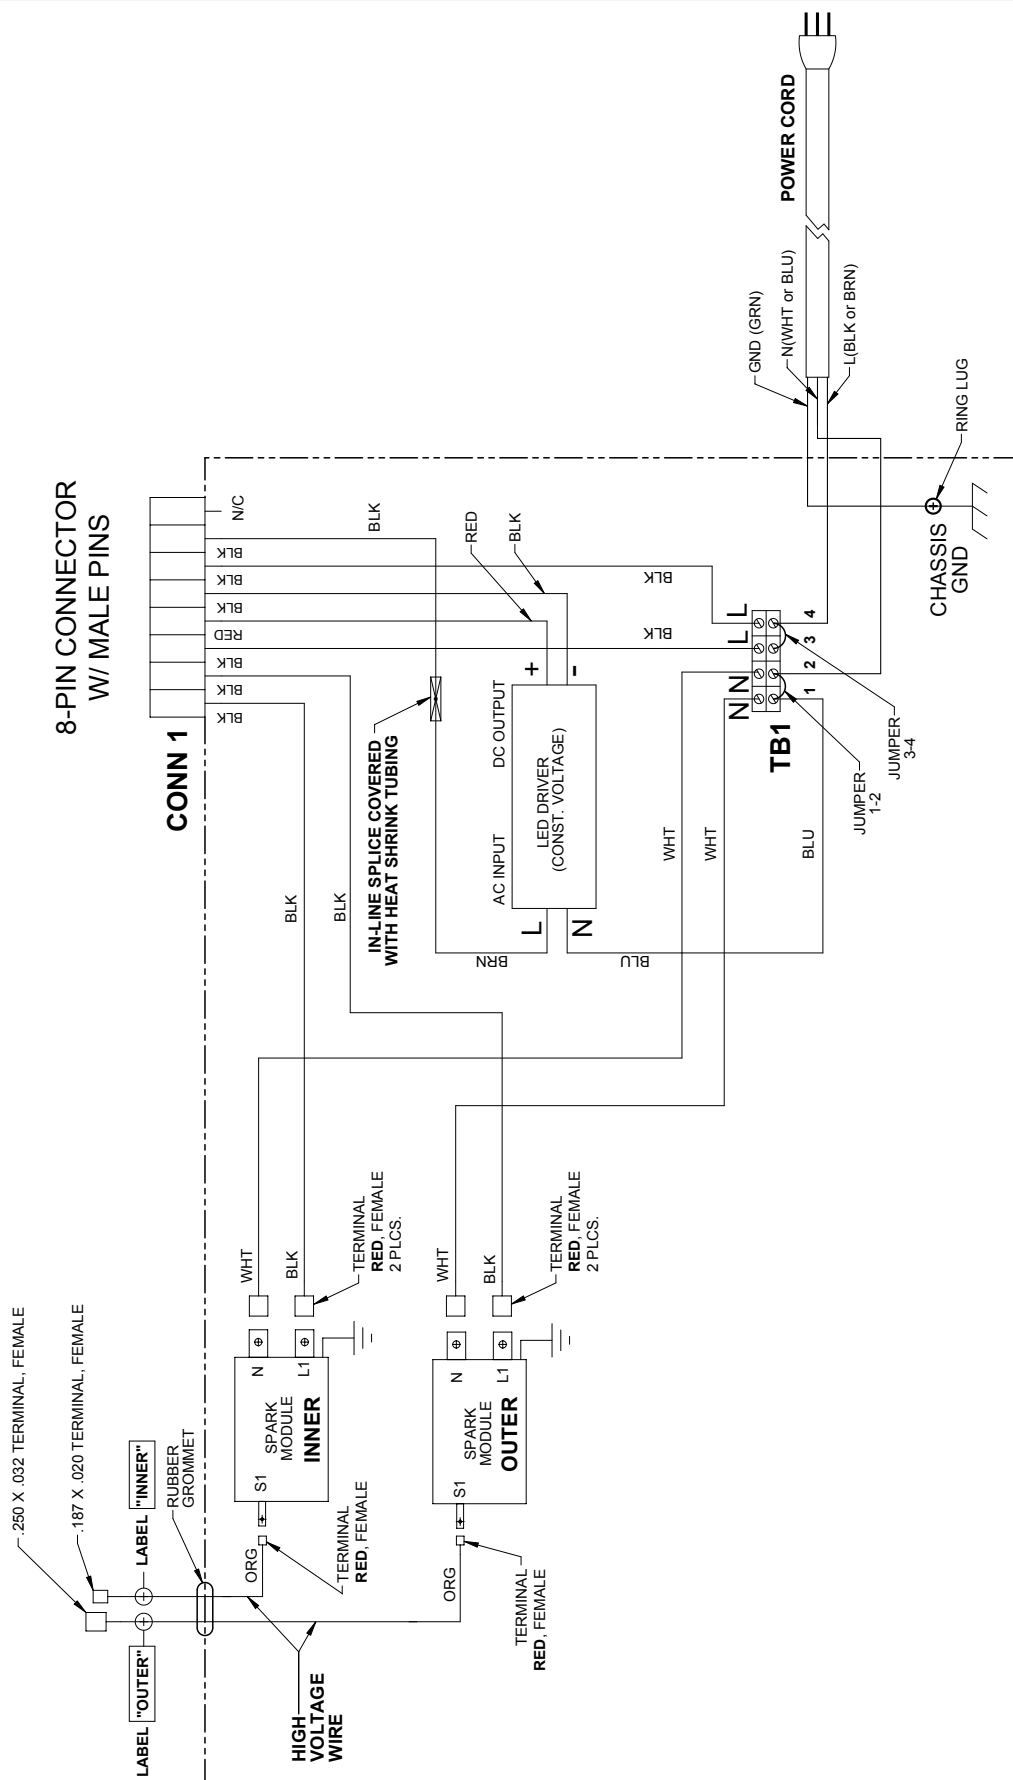 POWER CORD
GND (GRN)
N(WHT or BLU)
L(BLK or BRN)
RING LUG
CHASSIS
GND
8-PIN CONNECTOR
W/ MALE PINS
CONN 1
N/C
BLK
BLK
BLK
RED
BLK
BLK
BLK
BLK
RED
BLK
BLK
BLK
L
L
N
N
4
3
2
1
TB1
JUMPER
3-4
JUMPER
1-2
+
-
DC OUTPUT
AC INPUT
LED DRIVER
(CONST. VOLTAGE)
L
N
IN-LINE SPLICE COVERED
WITH HEAT SHRINK TUBING
BRN
BLU
BLU
WHT
WHT
BLK
BLK
WHT
BLK
TERMINAL
RED, FEMALE
2 PLCS.
WHT
BLK
TERMINAL
RED, FEMALE
2 PLCS.
N
L1
SPARK
MODULE
INNER
S1
N
L1
SPARK
MODULE
OUTER
S1
ORG
TERMINAL
RED, FEMALE
ORG
TERMINAL
RED, FEMALE
.250 X .032 TERMINAL, FEMALE
.187 X .020 TERMINAL, FEMALE
LABEL "INNER"
RUBBER
GROMMET
LABEL "OUTER"
HIGH
VOLTAGE
WIRE